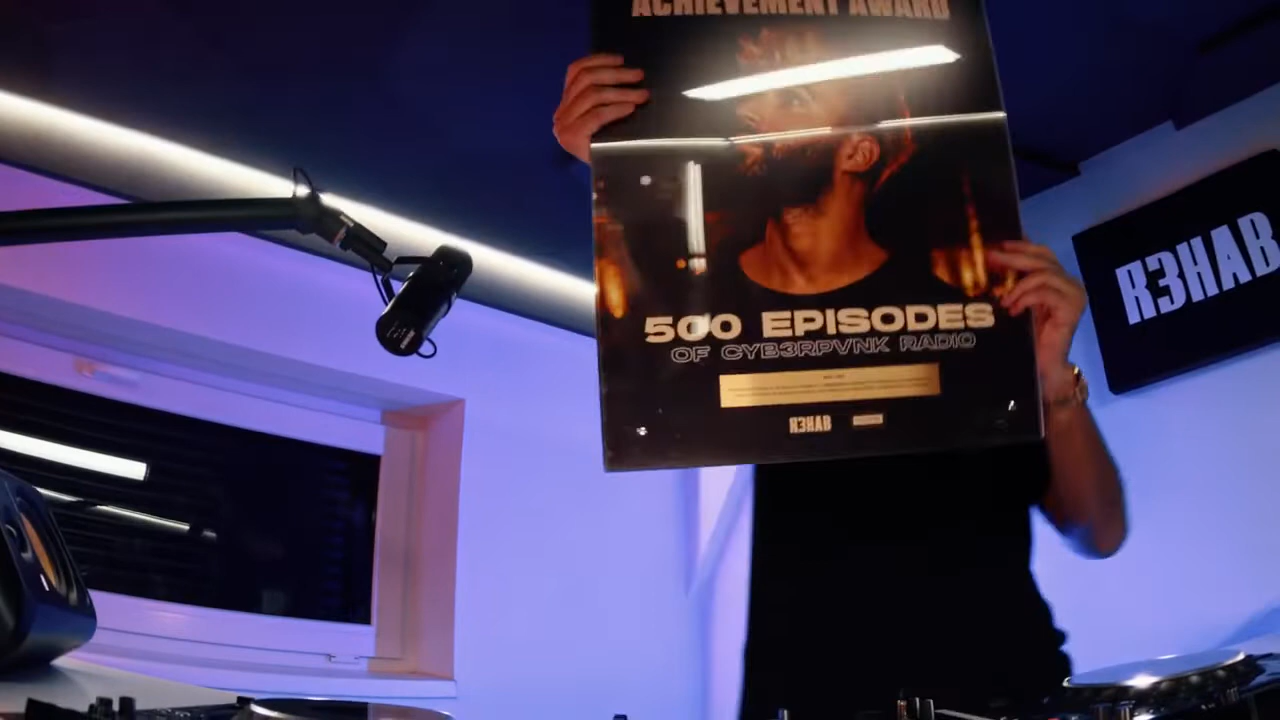 ACHIEVEMENT AWARD
500 EPISODES
OF CYB3RPVNK RADIO
R3HAB
R3HAB